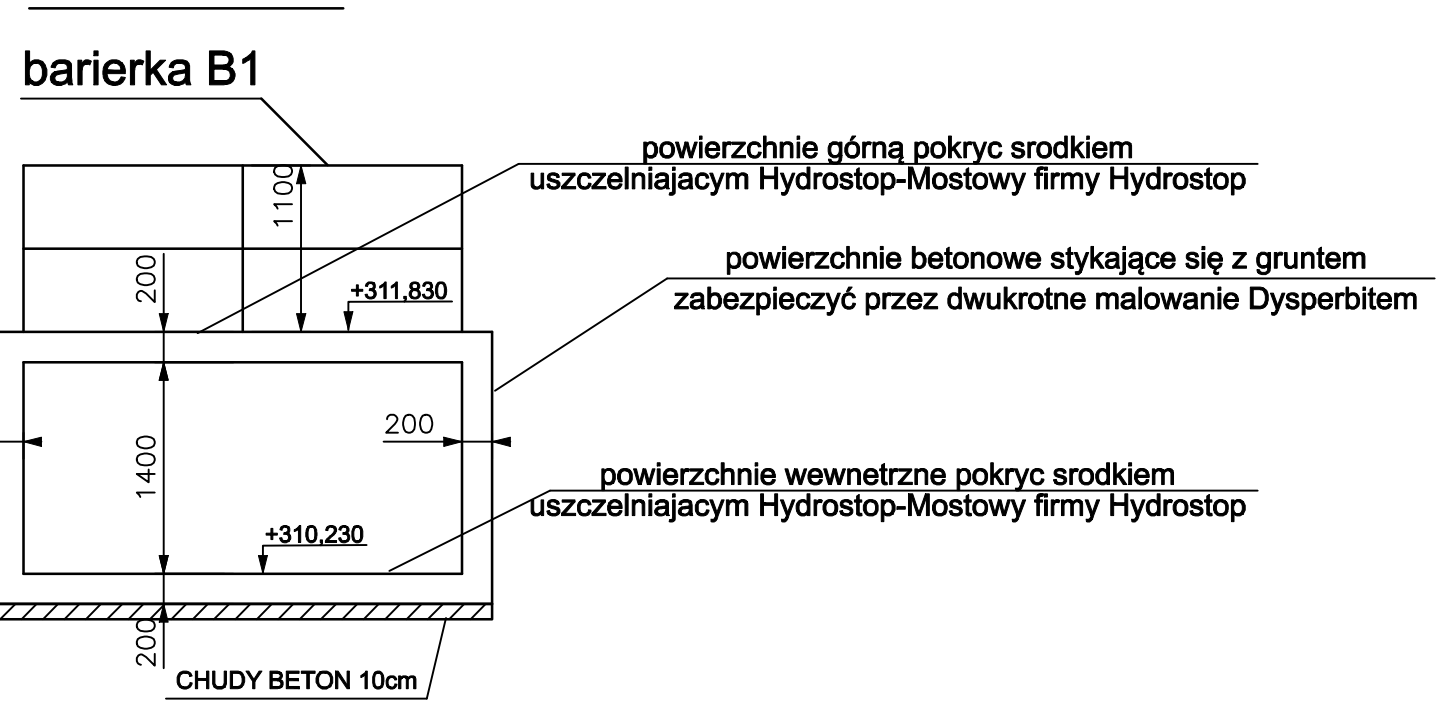 barierka B1
powierzchnie górną pokryc srodkiem
uszczelniajacym Hydrostop-Mostowy firmy Hydrostop
1100
powierzchnie betonowe stykające się z gruntem
zabezpieczyć przez dwukrotne malowanie Dysperbitem
200
+311,830
200
1400
powierzchnie wewnetrzne pokryc srodkiem
uszczelniajacym Hydrostop-Mostowy firmy Hydrostop
+310,230
200
CHUDY BETON 10cm